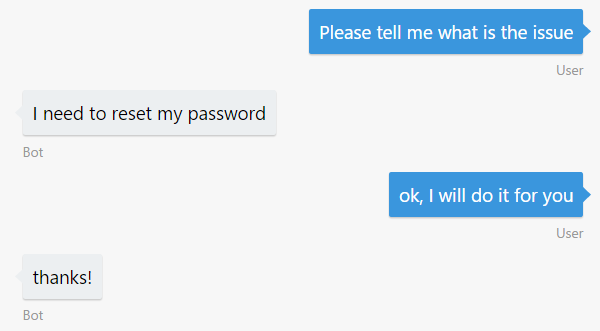 Please tell me what is the issue
User
I need to reset my password
Bot
ok, I will do it for you
User
thanks!
Bot